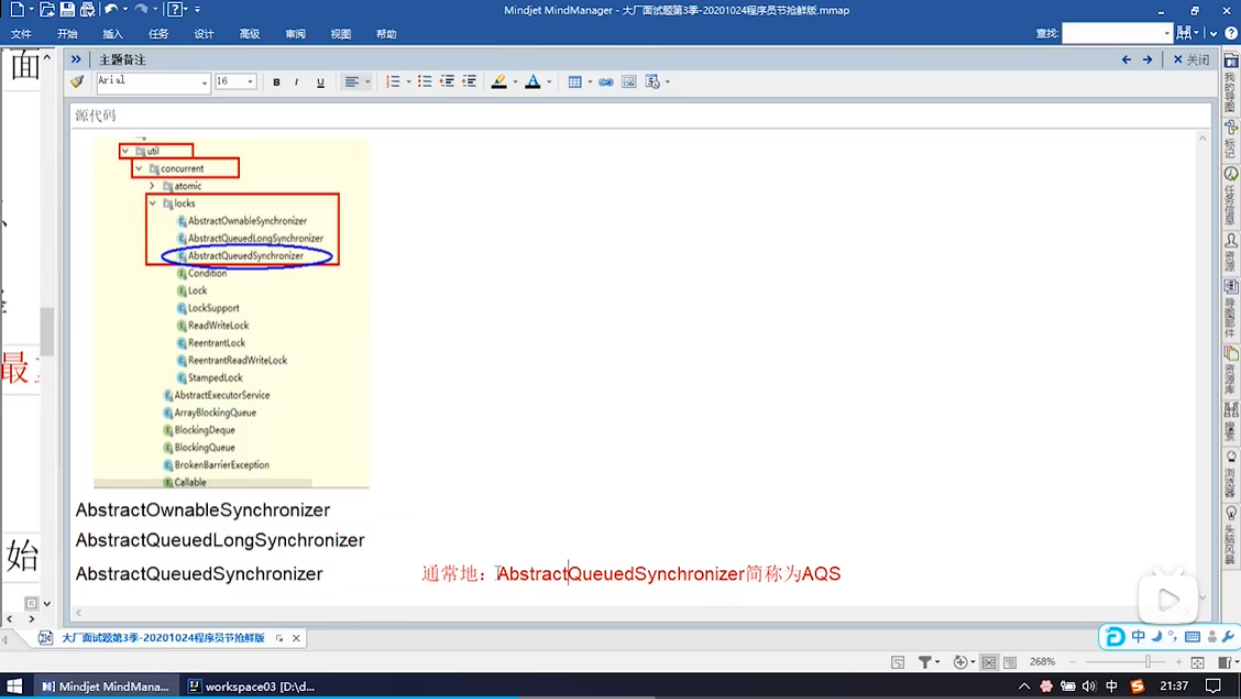 Mindjet MindManager - 大厂面试题第3季-20201024程序员节抢鲜版.mmap
文件 开始 插入 任务 设计 高级 审阅 视图 帮助 查找:
面
主题备注 关闭
Arial 16 B I U A
源代码
util
concurrent
atomic
locks
AbstractOwnableSynchronizer
AbstractQueuedLongSynchronizer
AbstractQueuedSynchronizer
Condition
Lock
LockSupport
ReadWriteLock
ReentrantLock
ReentrantReadWriteLock
StampedLock
AbstractExecutorService
ArrayBlockingQueue
BlockingDeque
BlockingQueue
BrokenBarrierException
Callable
最
始
AbstractOwnableSynchronizer
AbstractQueuedLongSynchronizer
AbstractQueuedSynchronizer 通常地：AbstractQueuedSynchronizer简称为AQS
我的导图
标记
任务信息
资源
导图部件
资源库
搜索
浏览器
头脑风暴
大厂面试题第3季-20201024程序员节抢鲜版
中
268%
Mindjet MindMana... workspace03 [D:\d... 中 21:37